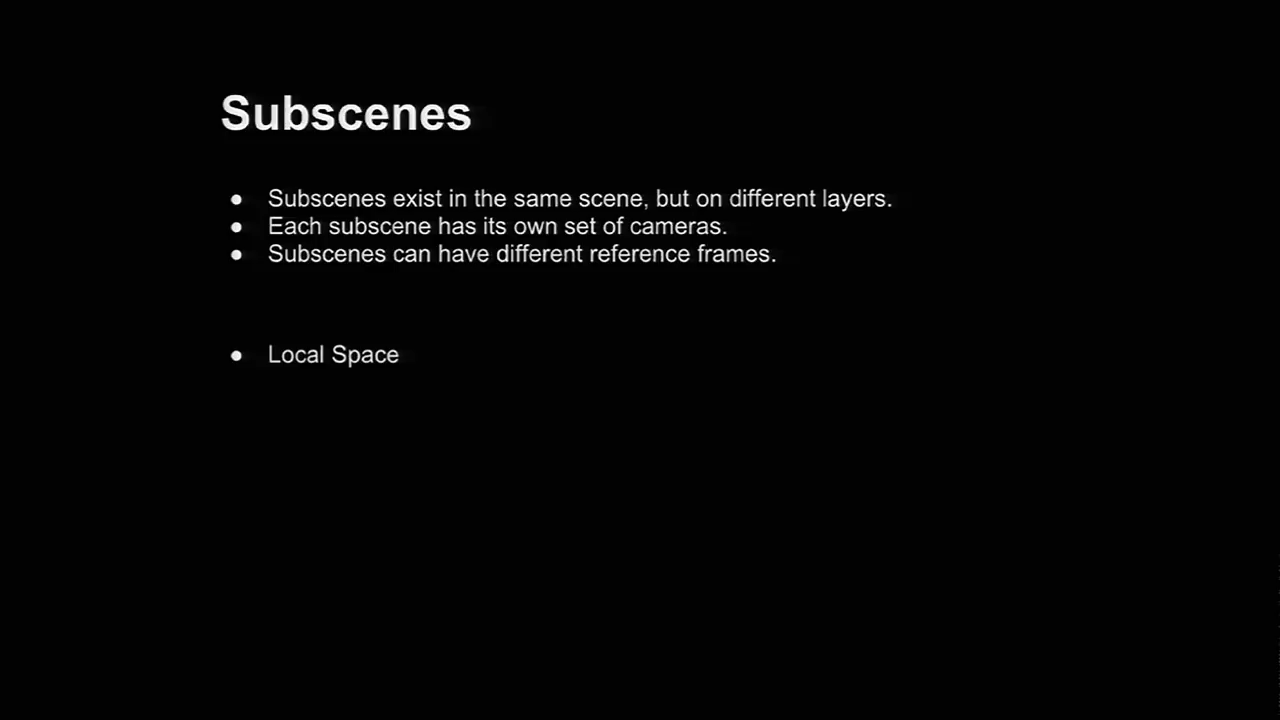 Subscenes
● Subscenes exist in the same scene, but on different layers.
● Each subscene has its own set of cameras.
● Subscenes can have different reference frames.
● Local Space